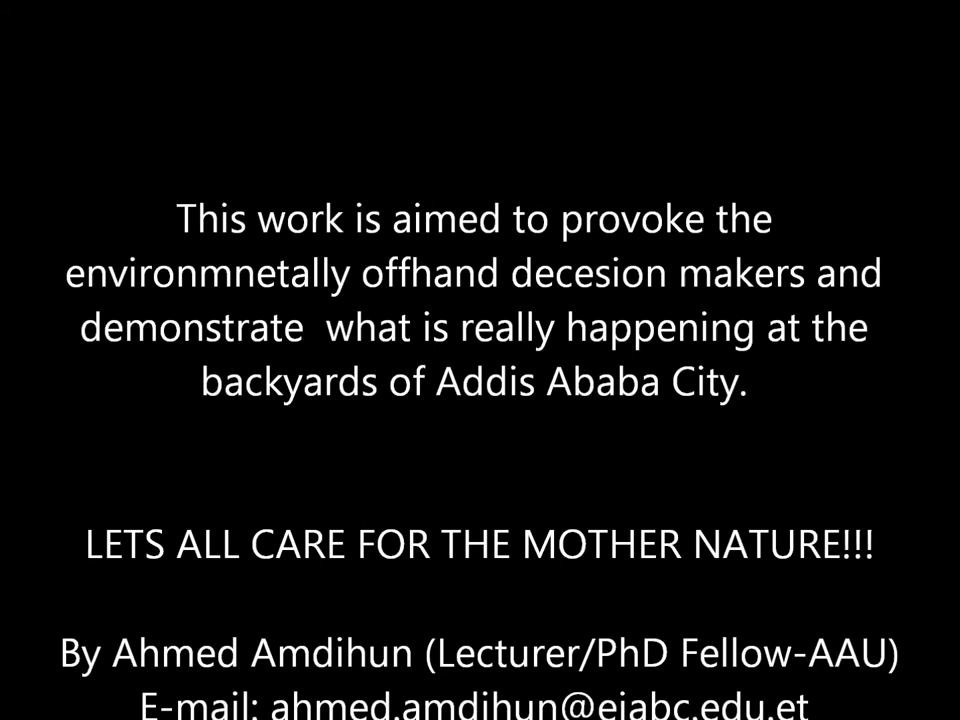 This work is aimed to provoke the
environmnetally offhand decesion makers and
demonstrate  what is really happening at the
backyards of Addis Ababa City.
LETS ALL CARE FOR THE MOTHER NATURE!!!
By Ahmed Amdihun (Lecturer/PhD Fellow-AAU)
E-mail: ahmed.amdihun@eiabc.edu.et